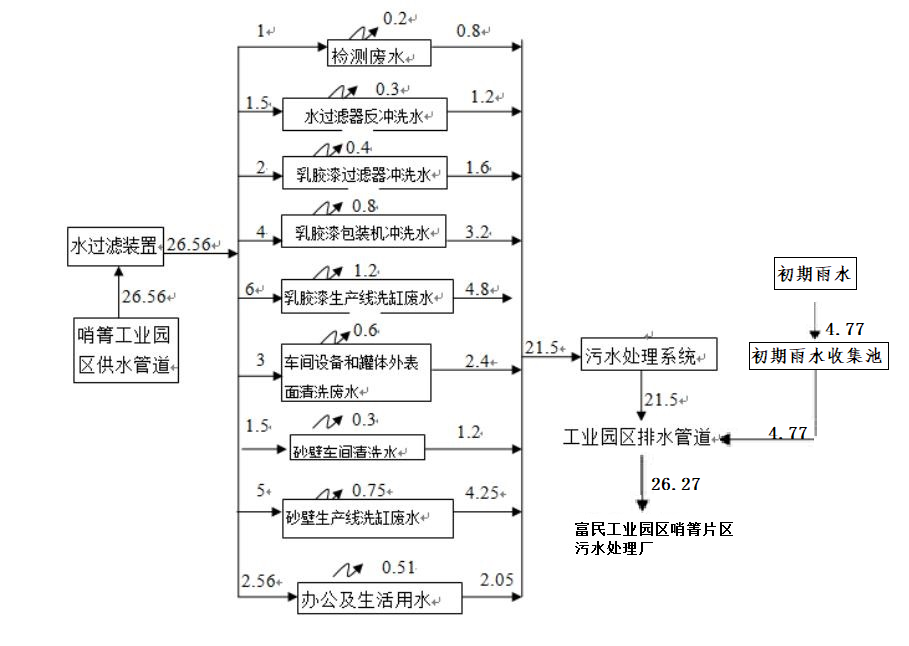 0.2
1
检测废水
0.8
0.3
1.5
水过滤器反冲洗水
1.2
0.4
2
乳胶漆过滤器冲洗水
1.6
0.8
4
乳胶漆包装机冲洗水
3.2
水过滤装置
26.56
26.56
哨箐工业园
区供水管道
1.2
6
乳胶漆生产线洗缸废水
4.8
0.6
3
车间设备和罐体外表
面清洗废水
2.4
0.3
1.5
砂壁车间清洗水
1.2
0.75
5
砂壁生产线洗缸废水
4.25
0.51
2.56
办公及生活用水
2.05
21.5
污水处理系统
21.5
初期雨水
4.77
初期雨水收集池
4.77
工业园区排水管道
26.27
富民工业园区哨箐片区
污水处理厂